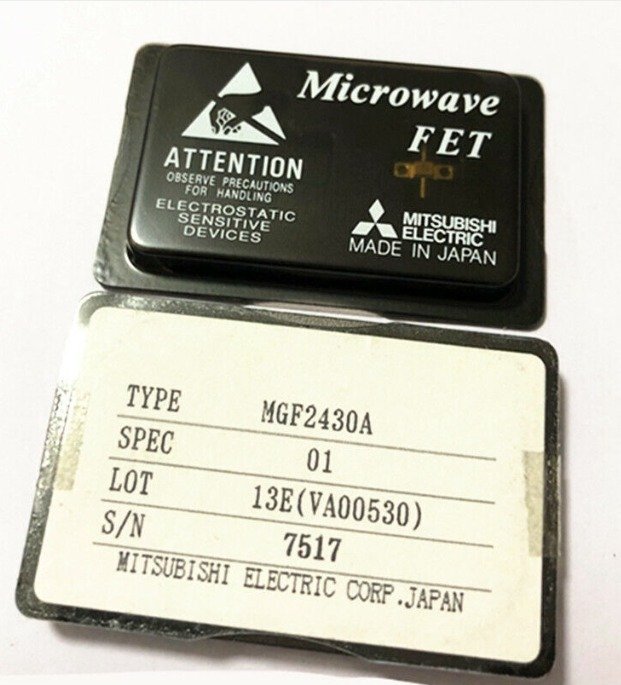 Microwave
FET
ATTENTION
OBSERVE PRECAUTIONS
FOR HANDLING
ELECTROSTATIC
SENSITIVE
DEVICES
MITSUBISHI
ELECTRIC
MADE IN JAPAN
TYPE MGF2430A
SPEC 01
LOT 13E(VA00530)
S/N 7517
MITSUBISHI ELECTRIC CORP.JAPAN